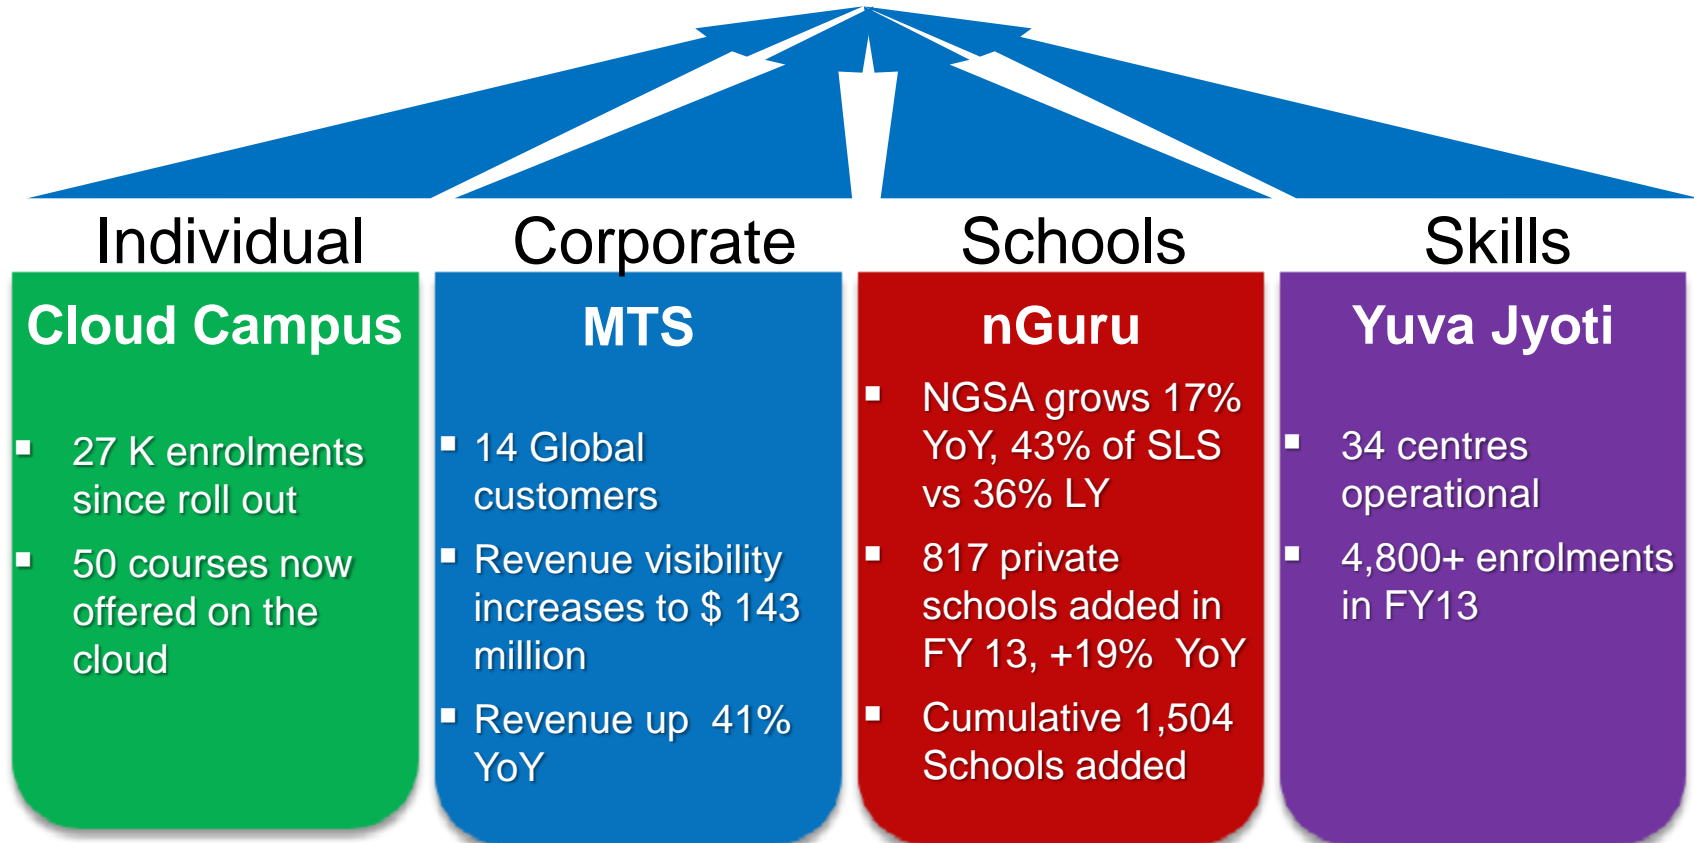 Individual
Cloud Campus
▪ 27 K enrolments
since roll out
▪ 50 courses now
offered on the
cloud
Corporate
MTS
▪ 14 Global
customers
▪ Revenue visibility
increases to $ 143
million
▪ Revenue up 41%
YoY
Schools
nGuru
▪ NGSA grows 17%
YoY, 43% of SLS
vs 36% LY
▪ 817 private
schools added in
FY 13, +19% YoY
▪ Cumulative 1,504
Schools added
Skills
Yuva Jyoti
▪ 34 centres
operational
▪ 4,800+ enrolments
in FY13